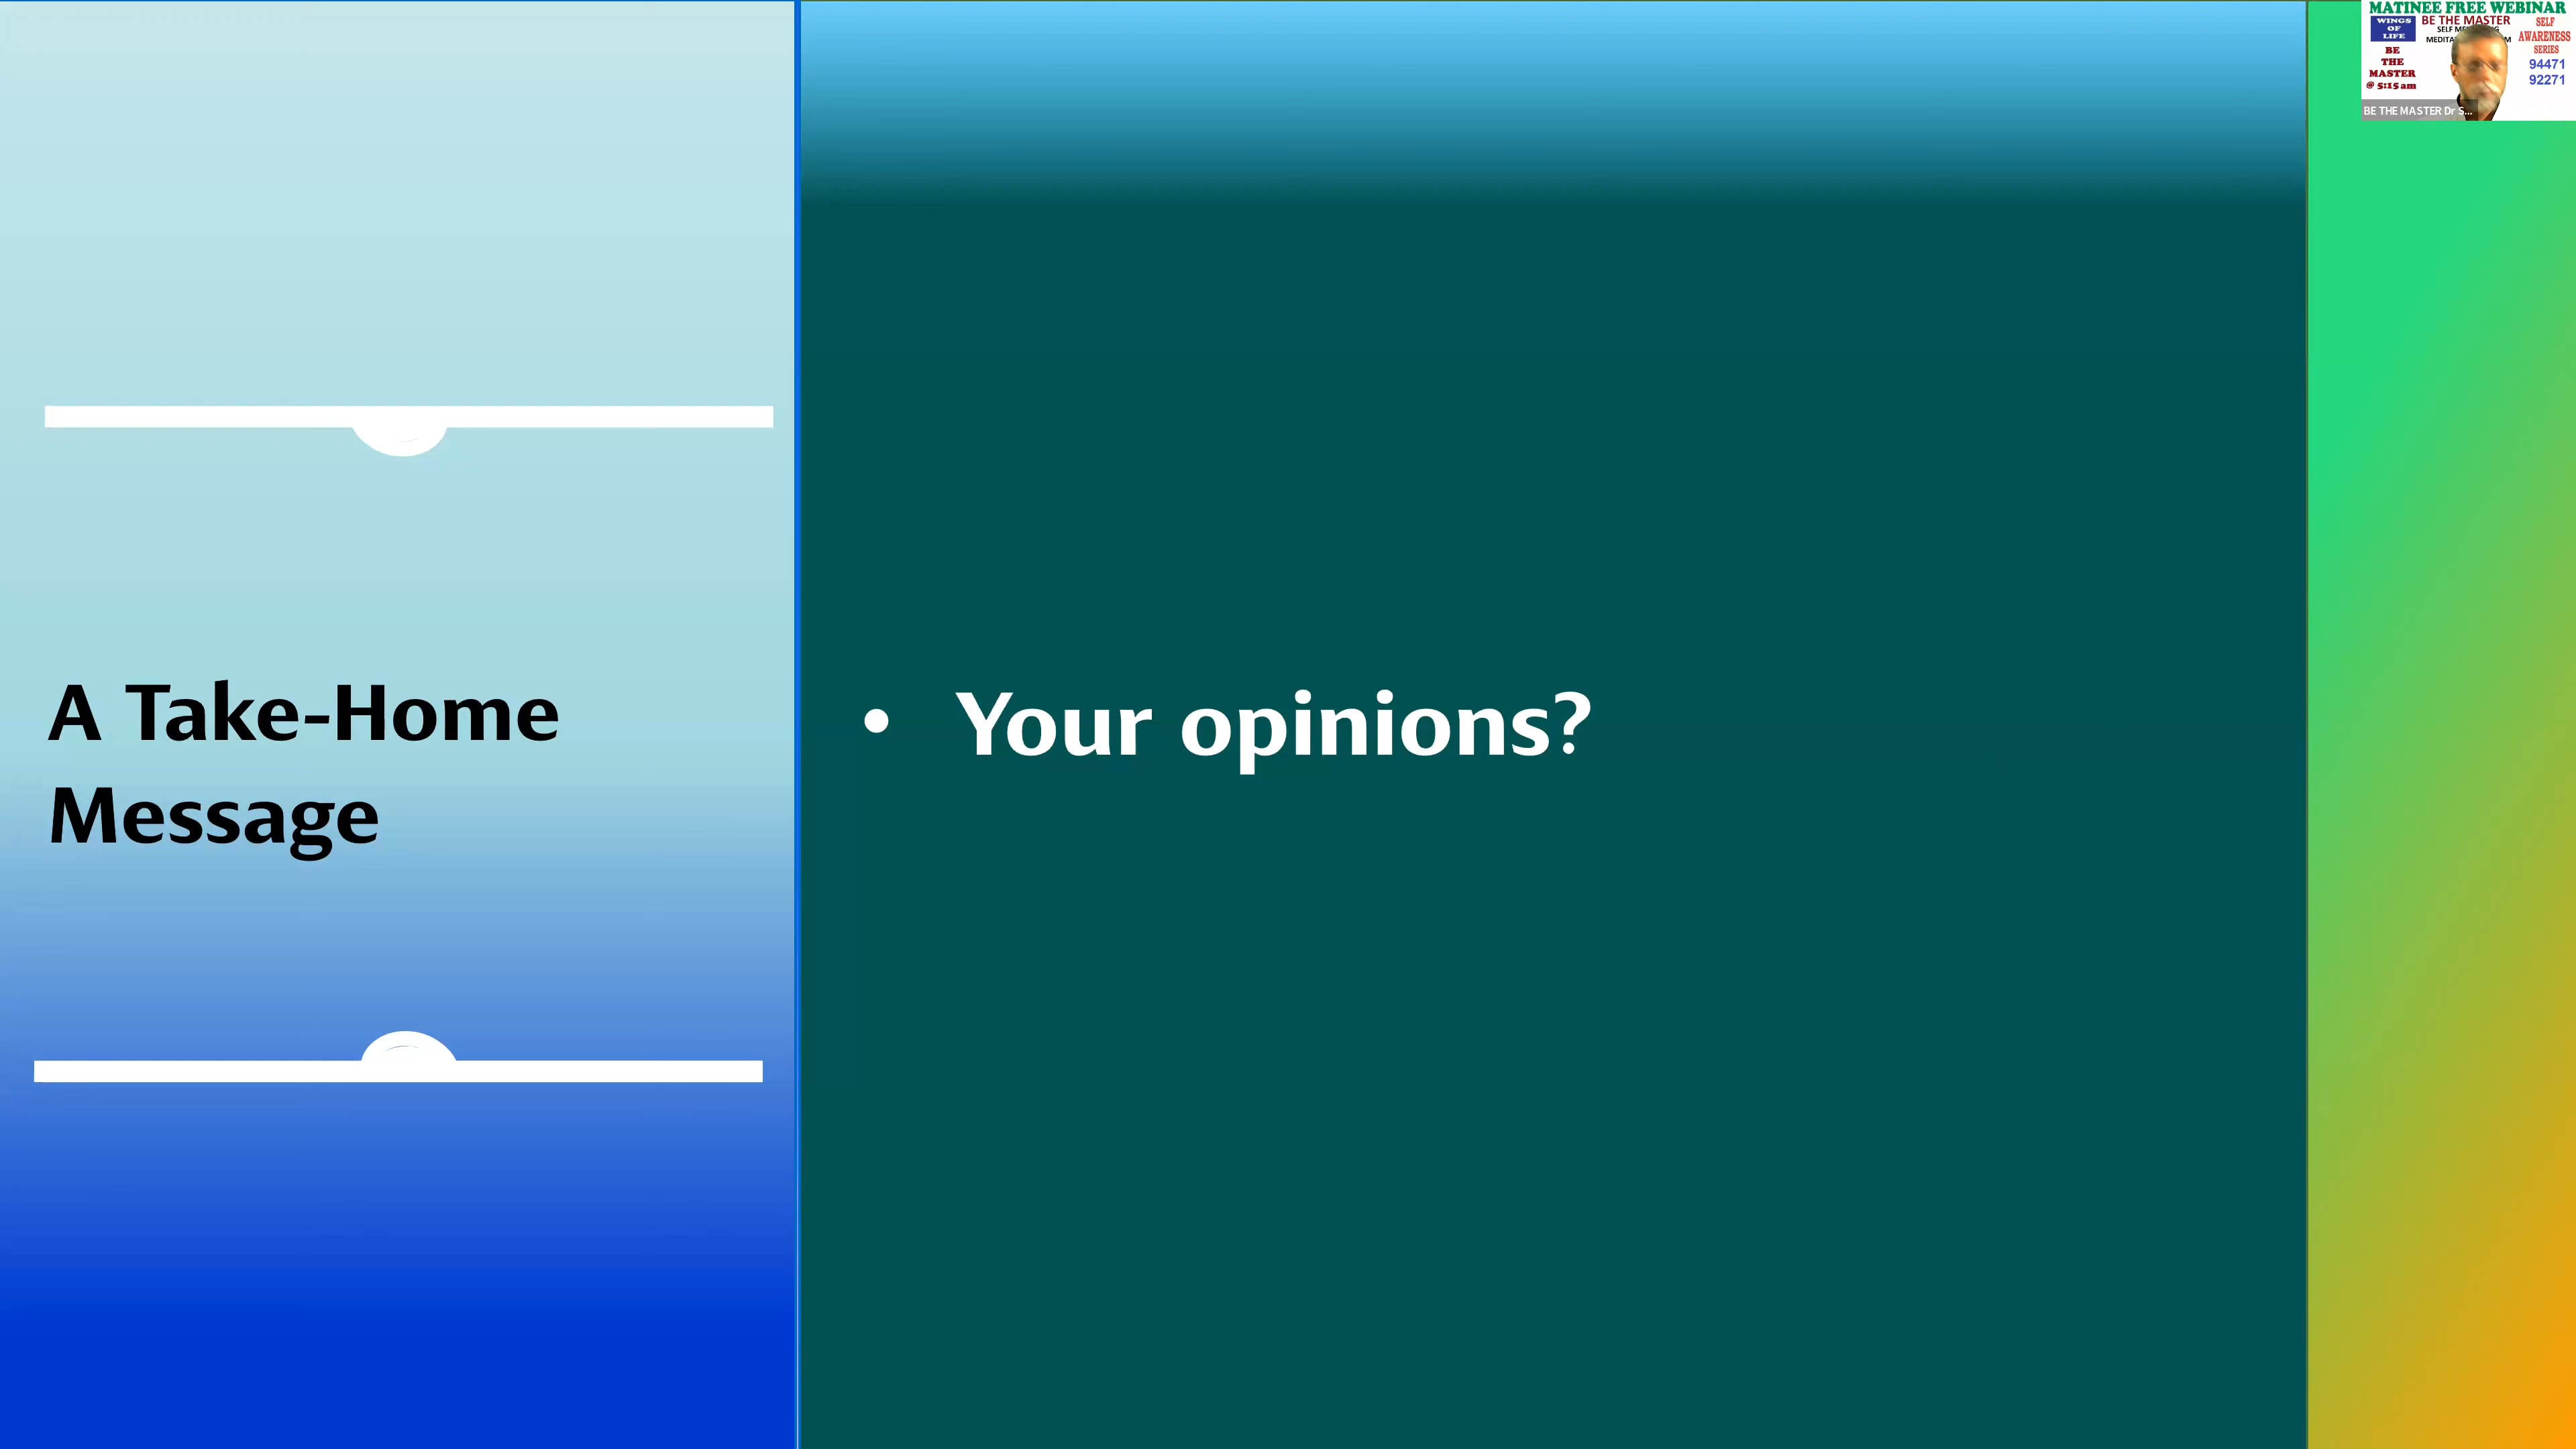 A Take-Home
Message
• Your opinions?
MATINEE FREE WEBINAR
WINGS
OF
LIFE
BE THE MASTER
SELF
SELF
AWARENESS
SERIES
BE
THE
MASTER
@ 5:15 am
94471
92271
BE THE MASTER Dr S...